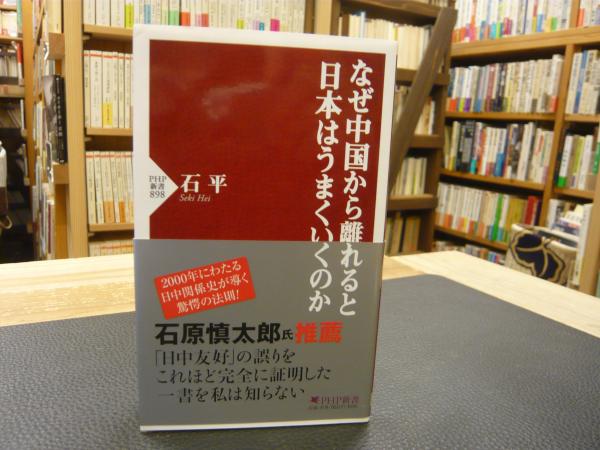 なぜ中国から離れると
日本はうまくいくのか
石 平
Seki Hei
PHP
新書
898
2000年にわたる
日中関係史が導く
驚愕の法則!
石原慎太郎氏推薦
「日中友好」の誤りを
これほど完全に証明した
一書を私は知らない
PHP新書